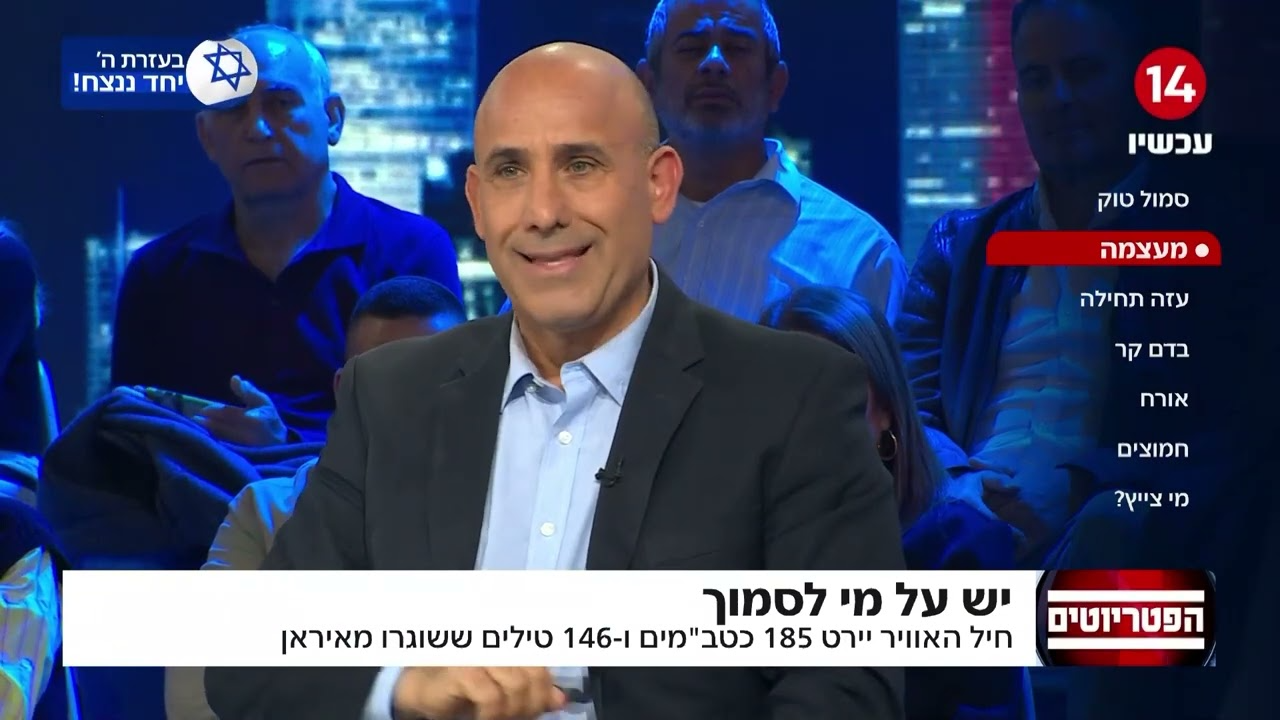 בעזרת ה'
יחד ננצח!
14
עכשיו
סמול טוק
מעצמה
עזה תחילה
בדם קר
אורח
חמוצים
מי צייץ?
הפטריוטים
יש על מי לסמוך
חיל האוויר יירט 185 כטב"מים ו-146 טילים ששוגרו מאיראן